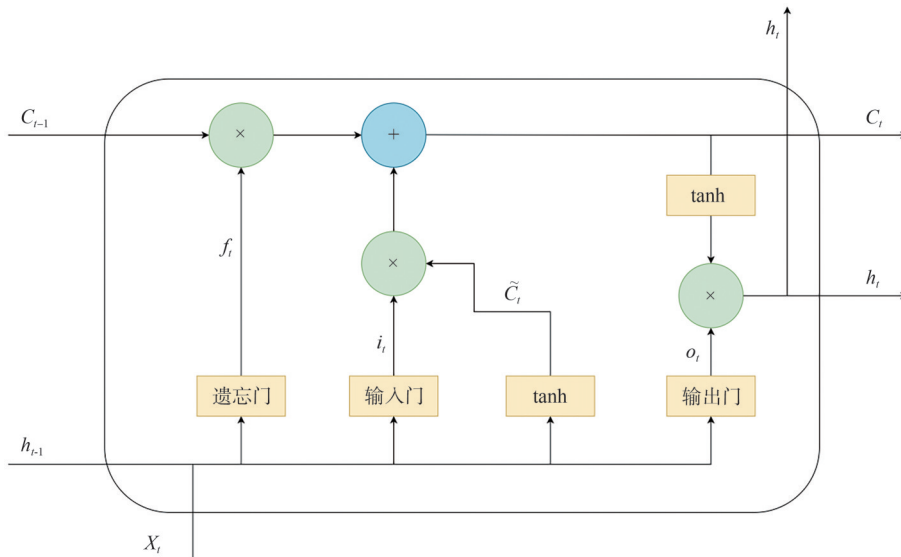 h_t
C_{t-1}
×
+
C_t
tanh
f_t
×
C̃_t
×
h_t
i_t
o_t
遗忘门
输入门
tanh
输出门
h_{t-1}
X_t